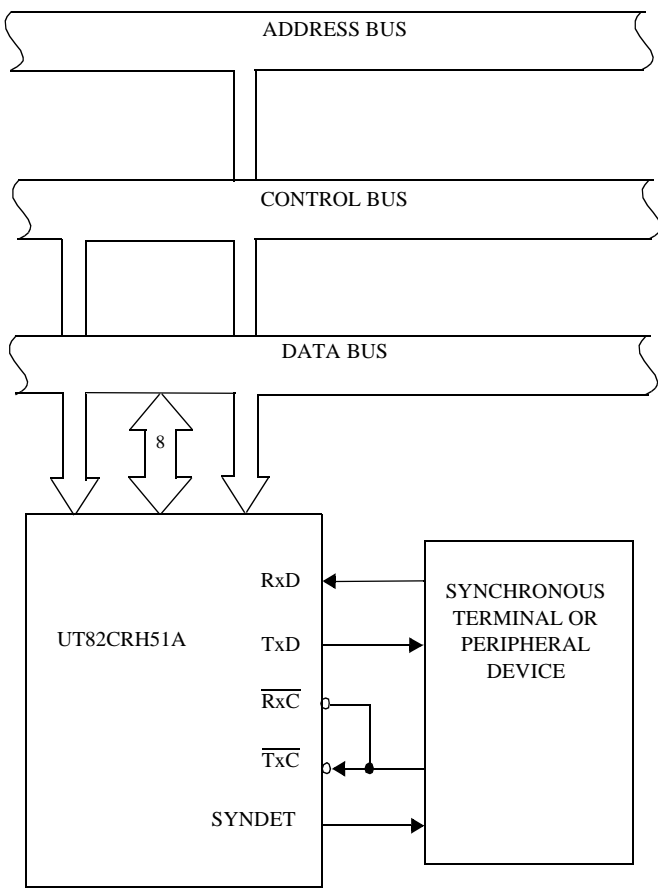 ADDRESS BUS
CONTROL BUS
DATA BUS
8
UT82CRH51A
RxD
TxD
RxC
TxC
SYNDET
SYNCHRONOUS
TERMINAL OR
PERIPHERAL
DEVICE